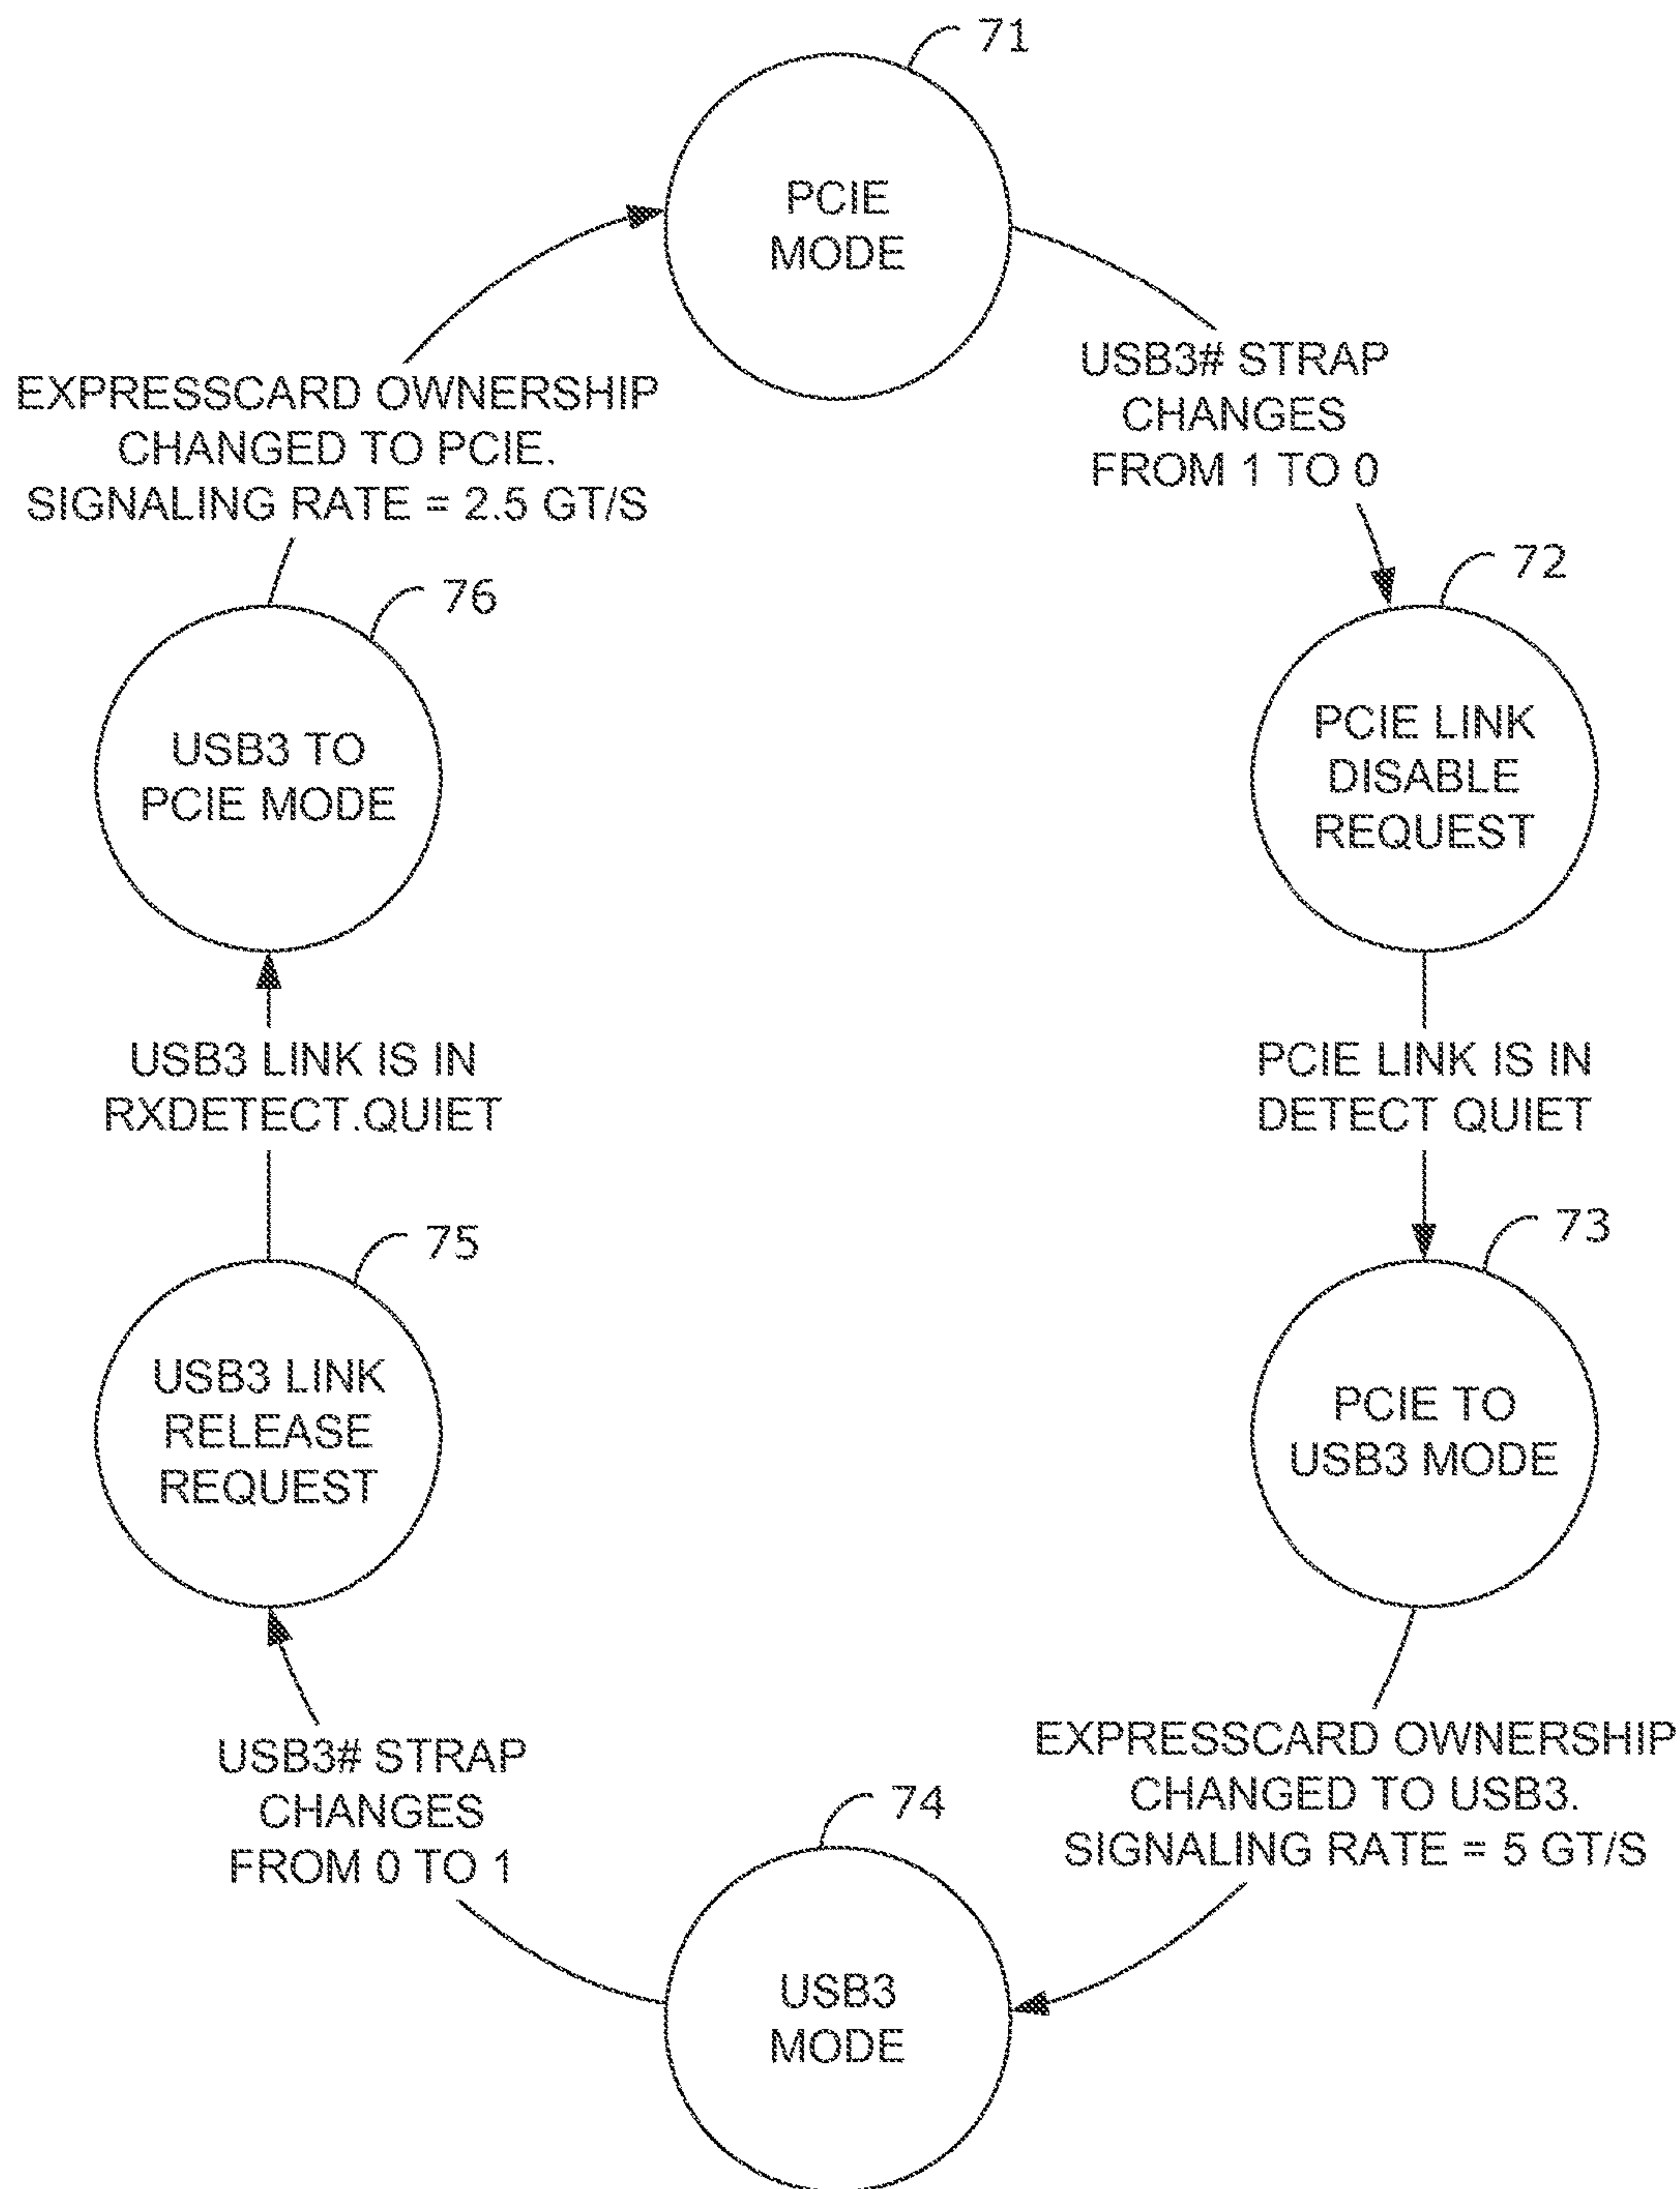 71
PCIE
MODE
USB3# STRAP
CHANGES
FROM 1 TO 0
EXPRESSCARD OWNERSHIP
CHANGED TO PCIE.
SIGNALING RATE = 2.5 GT/S
72
PCIE LINK
DISABLE
REQUEST
76
USB3 TO
PCIE MODE
PCIE LINK IS IN
DETECT QUIET
USB3 LINK IS IN
RXDETECT.QUIET
73
PCIE TO
USB3 MODE
75
USB3 LINK
RELEASE
REQUEST
EXPRESSCARD OWNERSHIP
CHANGED TO USB3.
SIGNALING RATE = 5 GT/S
USB3# STRAP
CHANGES
FROM 0 TO 1
74
USB3
MODE